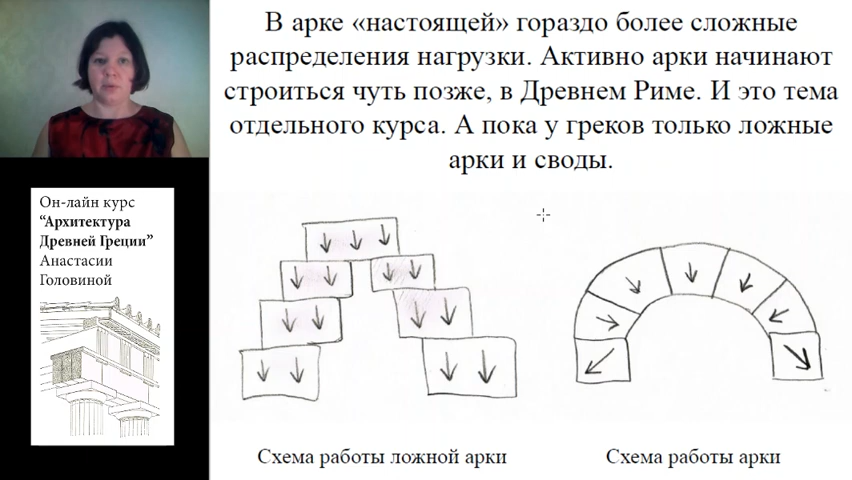 В арке «настоящей» гораздо более сложные
распределения нагрузки. Активно арки начинают
строиться чуть позже, в Древнем Риме. И это тема
отдельного курса. А пока у греков только ложные
арки и своды.
Он-лайн курс
“Архитектура
Древней Греции”
Анастасии
Головиной
Схема работы ложной арки
Схема работы арки